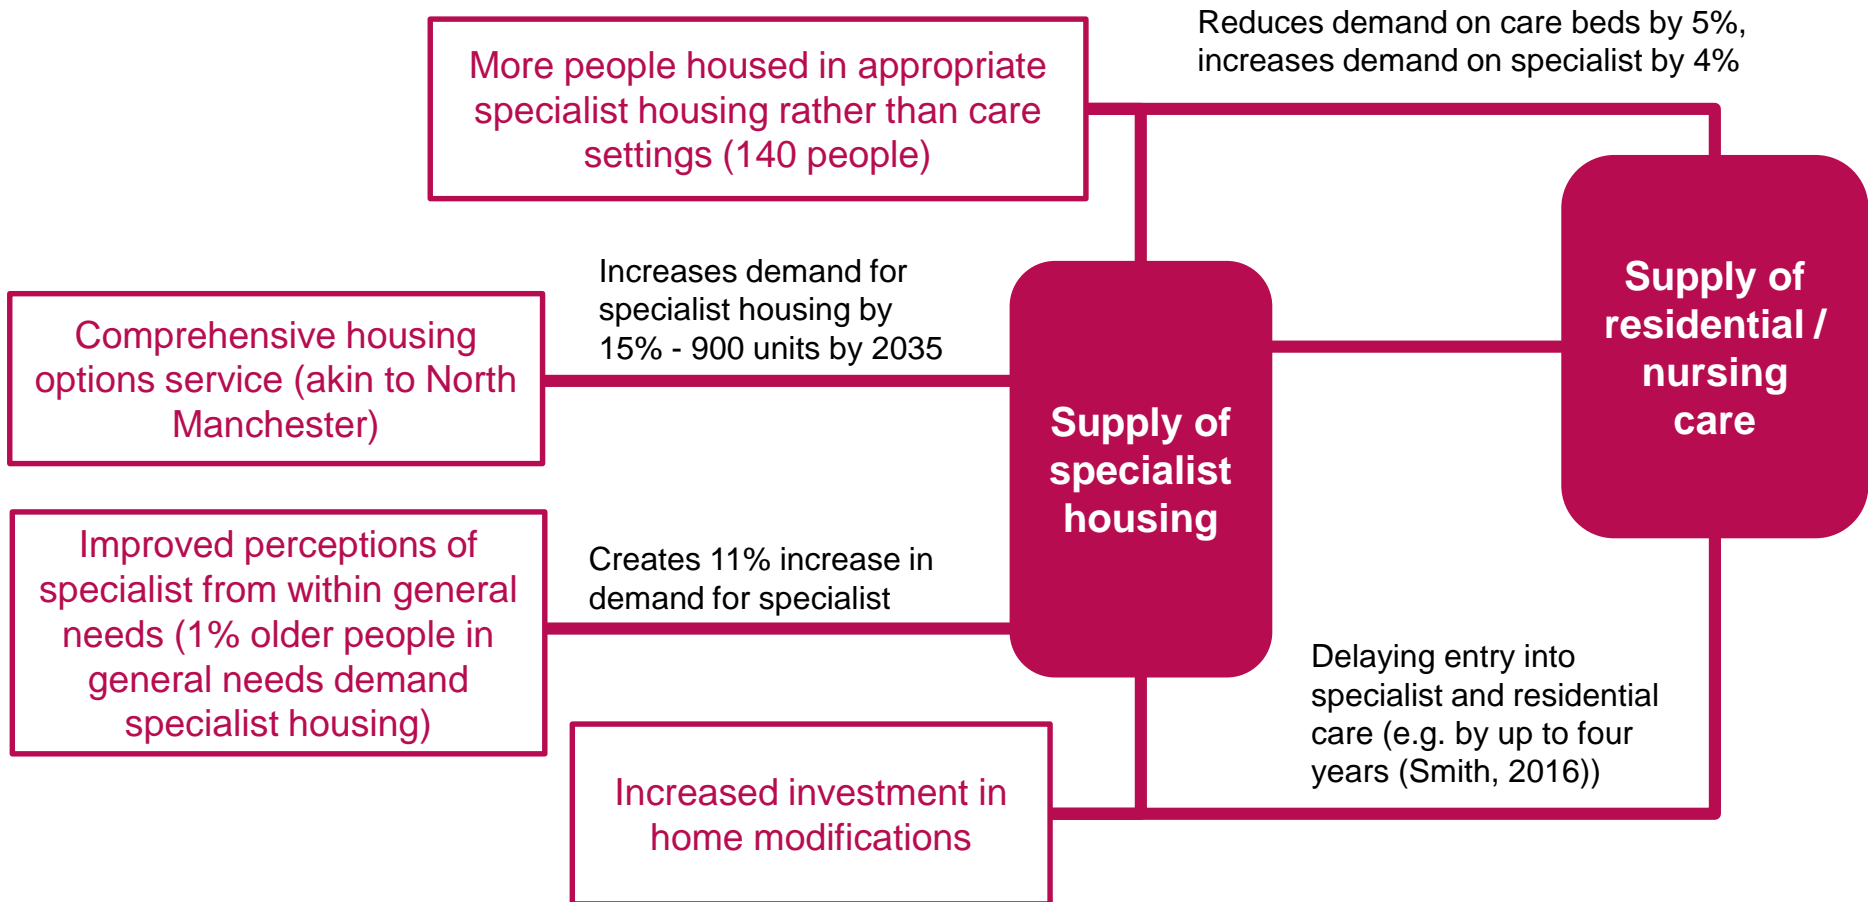 Reduces demand on care beds by 5%,
increases demand on specialist by 4%
More people housed in appropriate
specialist housing rather than care
settings (140 people)
Increases demand for
specialist housing by
15% - 900 units by 2035
Comprehensive housing
options service (akin to North
Manchester)
Supply of
residential /
nursing
care
Supply of
specialist
housing
Improved perceptions of
specialist from within general
needs (1% older people in
general needs demand
specialist housing)
Creates 11% increase in
demand for specialist
Delaying entry into
specialist and residential
care (e.g. by up to four
years (Smith, 2016))
Increased investment in
home modifications